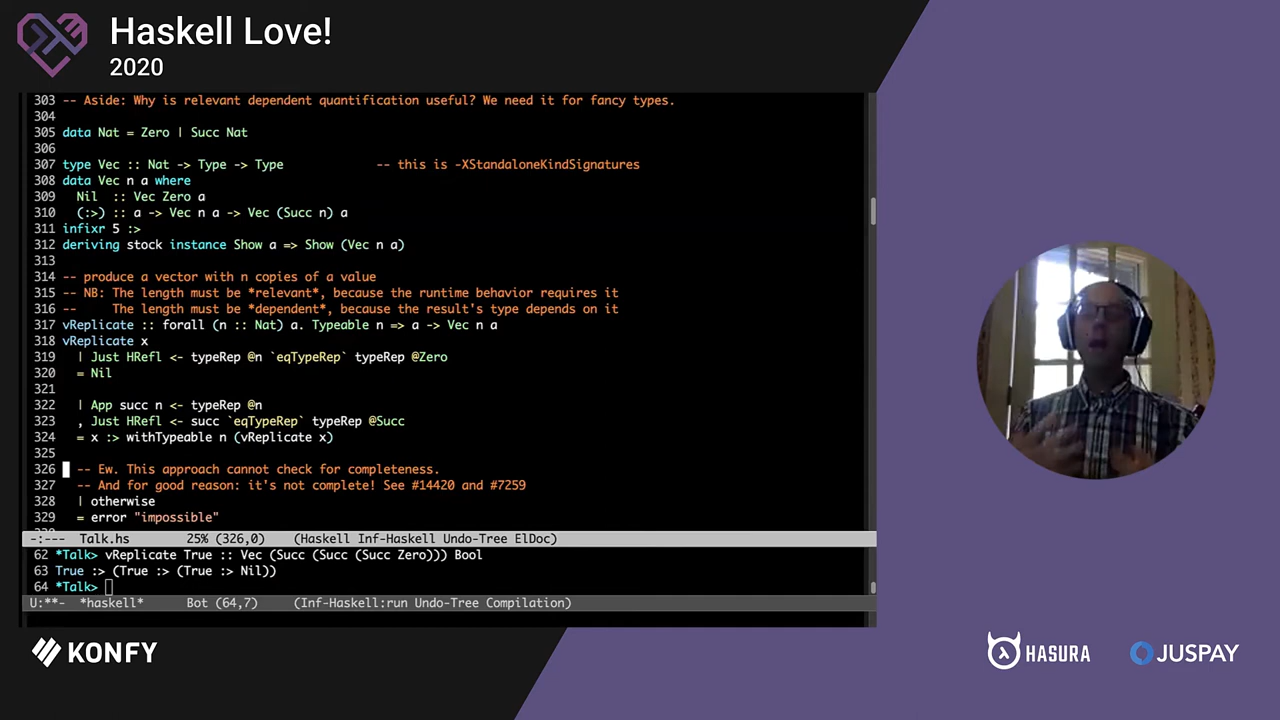 Haskell Love!
2020
303 -- Aside: Why is relevant dependent quantification useful? We need it for fancy types.
304
305 data Nat = Zero | Succ Nat
306
307 type Vec :: Nat -> Type -> Type -- this is -XStandaloneKindSignatures
308 data Vec n a where
309 Nil :: Vec Zero a
310 (:>) :: a -> Vec n a -> Vec (Succ n) a
311 infixr 5 :>
312 deriving stock instance Show a => Show (Vec n a)
313
314 -- produce a vector with n copies of a value
315 -- NB: The length must be *relevant*, because the runtime behavior requires it
316 -- The length must be *dependent*, because the result's type depends on it
317 vReplicate :: forall (n :: Nat) a. Typeable n => a -> Vec n a
318 vReplicate x
319 | Just HRefl <- typeRep @n `eqTypeRep` typeRep @Zero
320 = Nil
321
322 | App succ n <- typeRep @n
323 , Just HRefl <- succ `eqTypeRep` typeRep @Succ
324 = x :> withTypeable n (vReplicate x)
325
326 -- Ew. This approach cannot check for completeness.
327 -- And for good reason: it's not complete! See #14420 and #7259
328 | otherwise
329 = error "impossible"
-:--- Talk.hs 25% (326,0) (Haskell Inf-Haskell Undo-Tree ElDoc)
62 *Talk> vReplicate True :: Vec (Succ (Succ (Succ Zero))) Bool
63 True :> (True :> (True :> Nil))
64 *Talk>
U:**- *haskell* Bot (64,7) (Inf-Haskell:run Undo-Tree Compilation)
KONFY
HASURA
JUSPAY